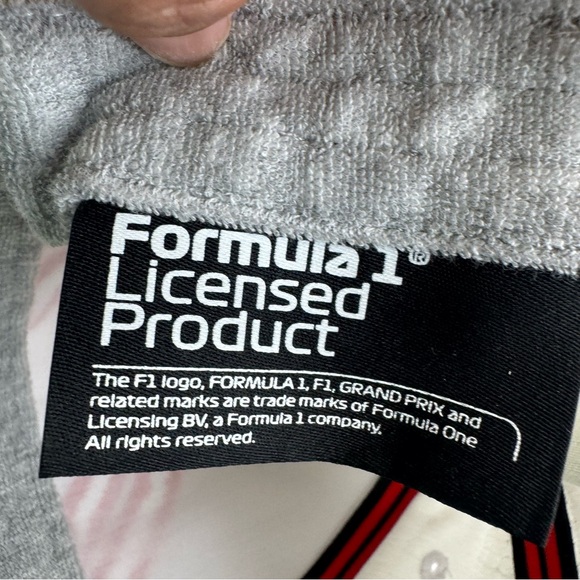 Formula 1®
Licensed
Product
The F1 logo, FORMULA 1, F1, GRAND PRIX and
related marks are trade marks of Formula One
Licensing BV, a Formula 1 company.
All rights reserved.